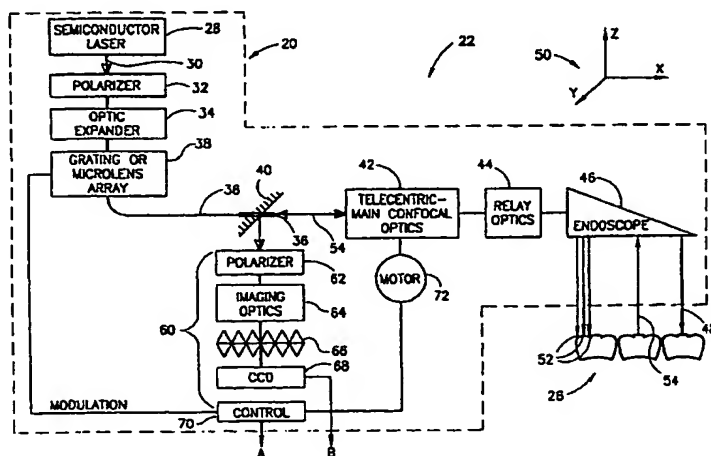 SEMICONDUCTOR
LASER
28
20
22
50
Z
X
Y
30
POLARIZER
32
OPTIC EXPANDER
34
GRATING OR
MICROLENS
ARRAY
38
40
42
44
46
TELECENTRIC-
MAIN CONFOCAL
OPTICS
RELAY
OPTICS
ENDOSCOPE
36
36
54
POLARIZER
62
MOTOR
72
IMAGING
OPTICS
64
60
66
48
52
CCD
68
54
26
MODULATION
CONTROL
70
A
B